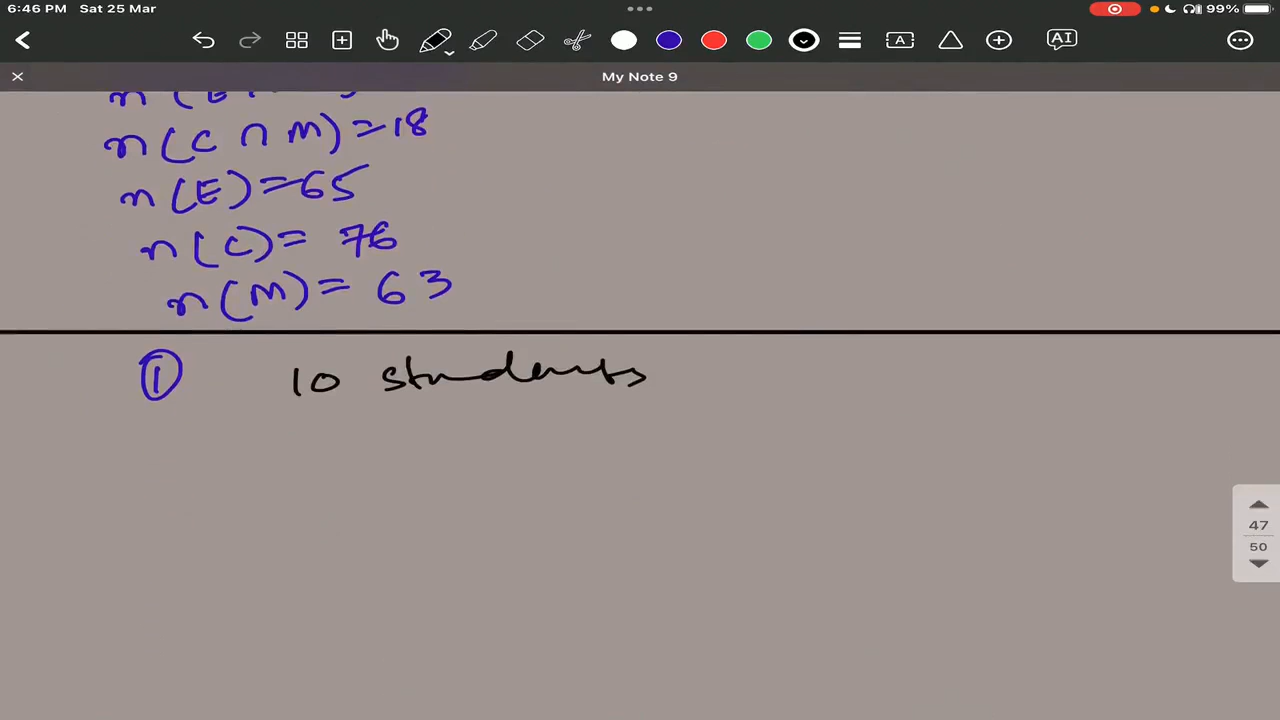 6:46 PM Sat 25 Mar
99%
A
AI
My Note 9
n(C ∩ M)=18
n(E)=65
n(C)= 76
n(M)= 63
① 10 students
47
50